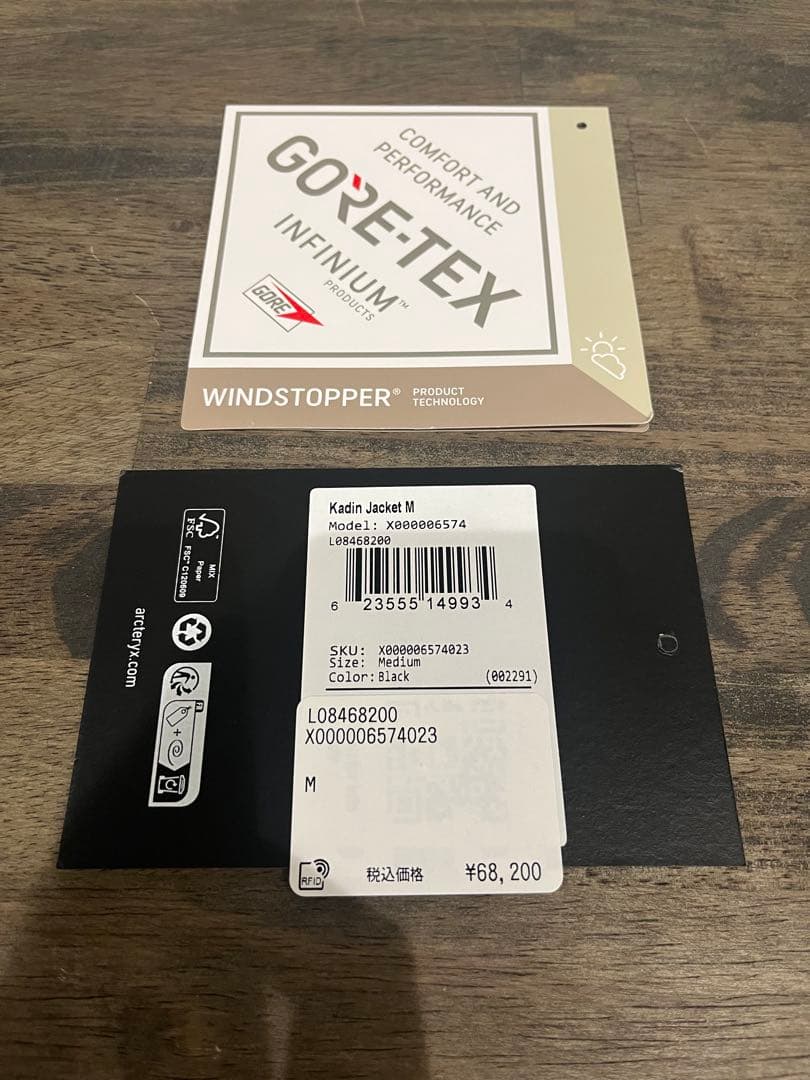 COMFORT AND
PERFORMANCE
GORE-TEX
INFINIUM™
PRODUCTS
GORE
WINDSTOPPER® PRODUCT
TECHNOLOGY
FSC
FSC® C120609
MIX
Paper
arcteryx.com
Kadin Jacket M
Model: X000006574
L08468200
6 23555 14993 4
SKU: X000006574023
Size: Medium
Color: Black (002291)
L08468200
X000006574023
M
RFID 税込価格 ¥68,200